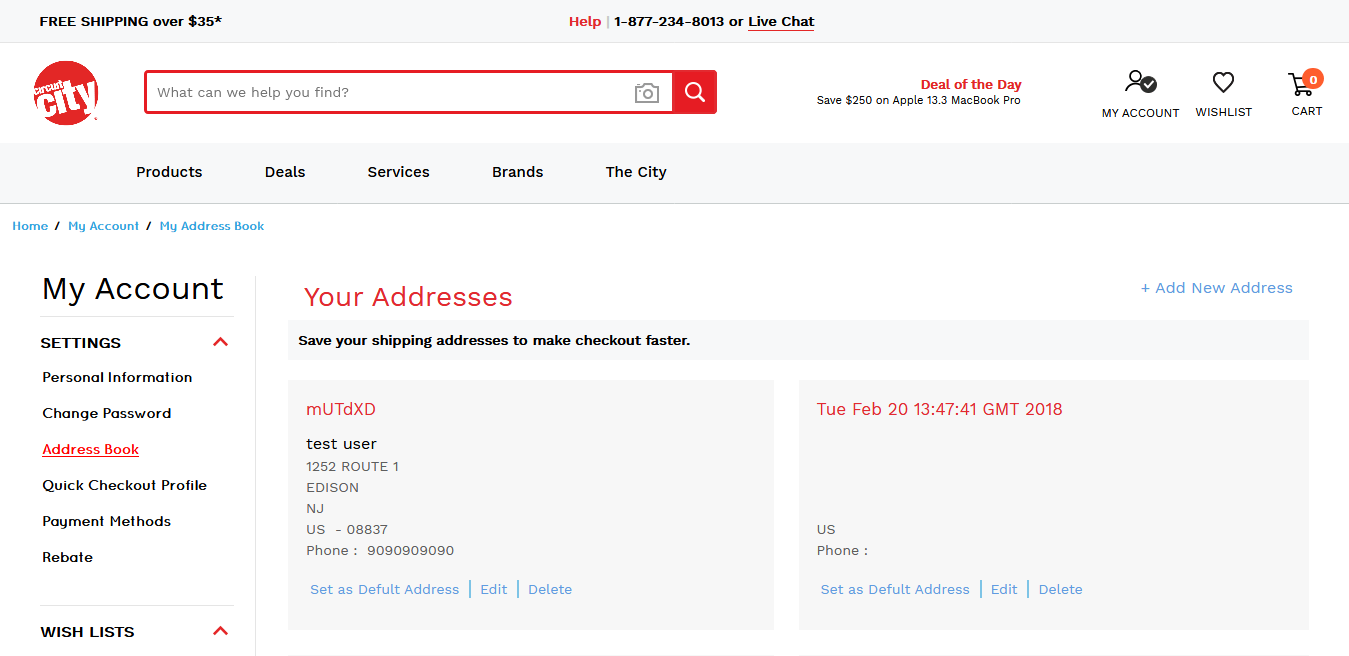 FREE SHIPPING over $35*
Help | 1-877-234-8013 or Live Chat
circuit city
What can we help you find?
Deal of the Day
Save $250 on Apple 13.3 MacBook Pro
MY ACCOUNT
WISHLIST
0
CART
Products Deals Services Brands The City
Home / My Account / My Address Book
My Account
SETTINGS
Personal Information
Change Password
Address Book
Quick Checkout Profile
Payment Methods
Rebate
WISH LISTS
Your Addresses
+ Add New Address
Save your shipping addresses to make checkout faster.
mUTdXD
test user
1252 ROUTE 1
EDISON
NJ
US - 08837
Phone : 9090909090
Set as Defult Address | Edit | Delete
Tue Feb 20 13:47:41 GMT 2018
US
Phone :
Set as Defult Address | Edit | Delete